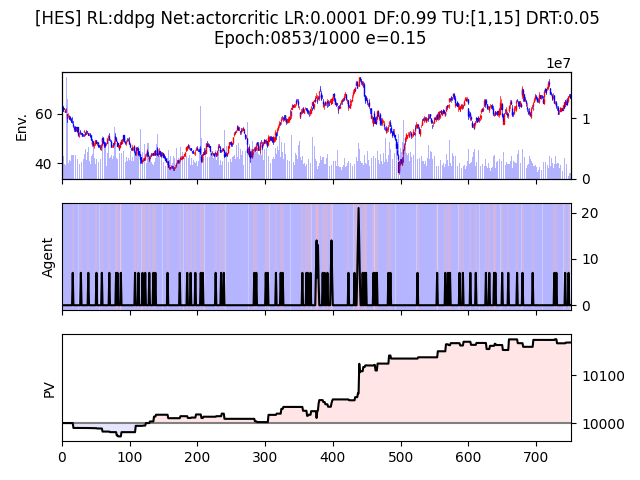 [HES] RL:ddpg Net:actorcritic LR:0.0001 DF:0.99 TU:[1,15] DRT:0.05
Epoch:0853/1000 e=0.15
1e7
Env.
60
40
1
0
Agent
20
10
0
PV
10100
10000
0 100 200 300 400 500 600 700